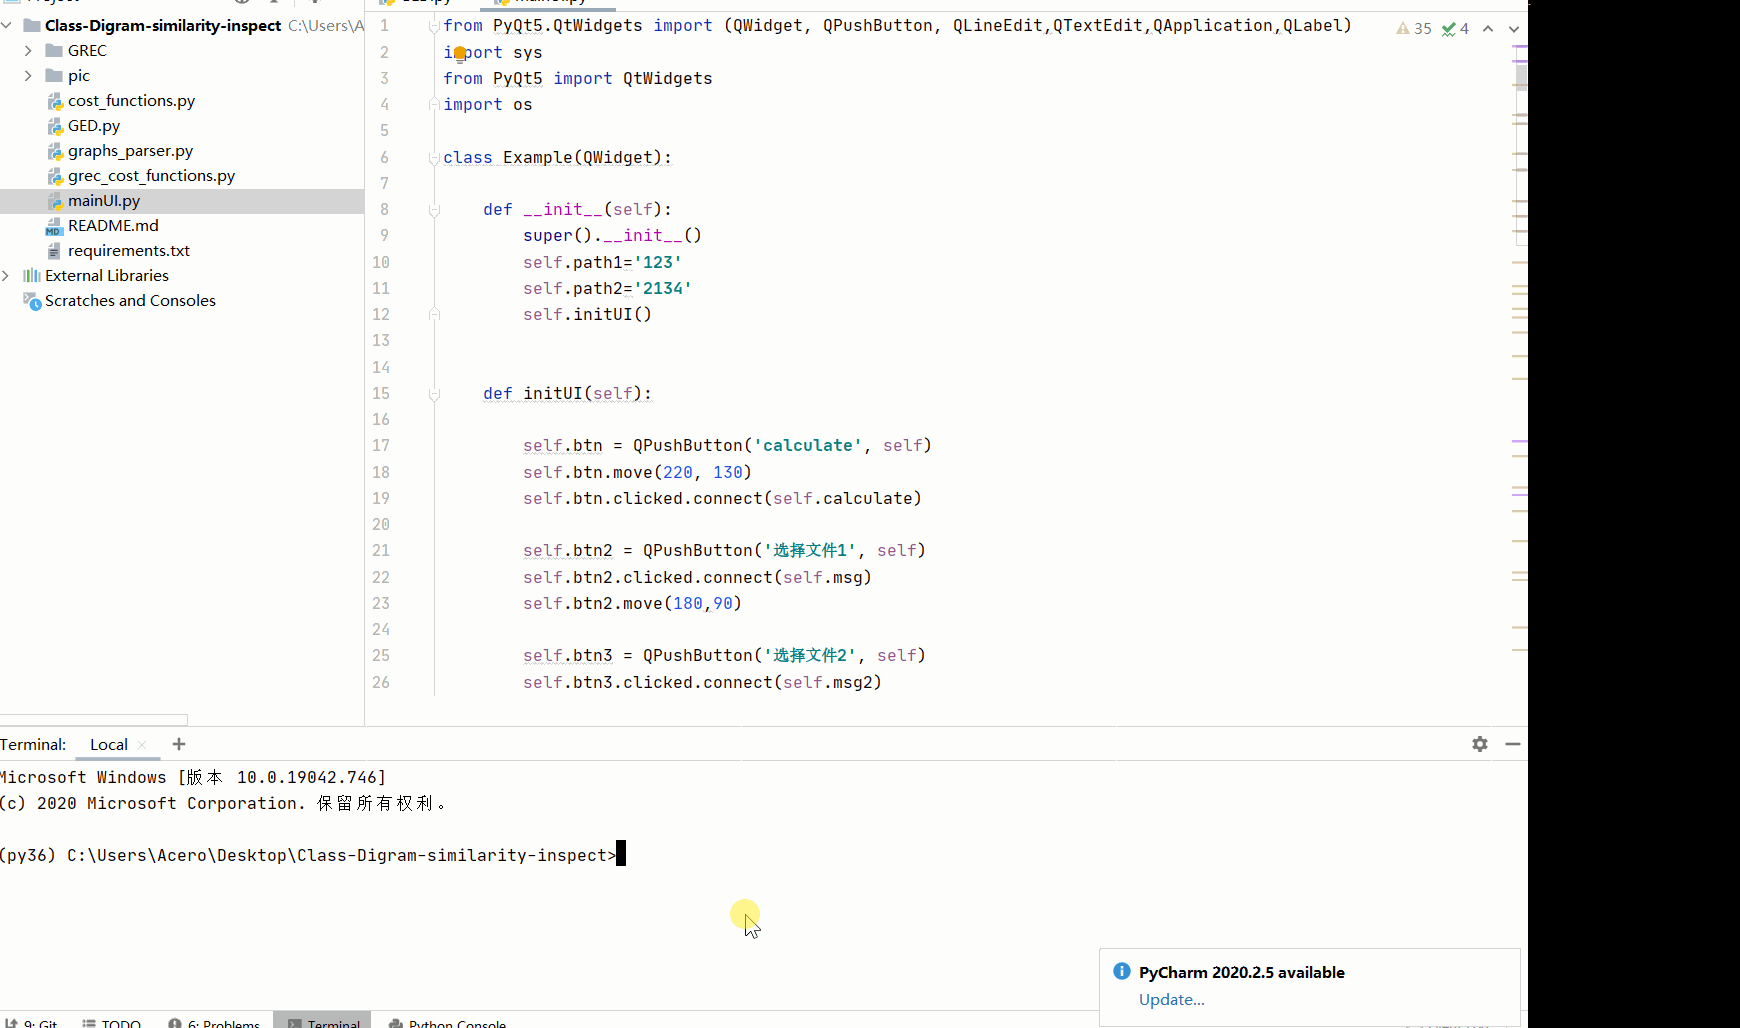 Class-Digram-similarity-inspect C:\Users\A
GREC
pic
cost_functions.py
GED.py
graphs_parser.py
grec_cost_functions.py
mainUI.py
README.md
requirements.txt
External Libraries
Scratches and Consoles
35 4
1 from PyQt5.QtWidgets import (QWidget, QPushButton, QLineEdit,QTextEdit,QApplication,QLabel)
2 import sys
3 from PyQt5 import QtWidgets
4 import os
5
6 class Example(QWidget):
7
8 def __init__(self):
9 super().__init__()
10 self.path1='123'
11 self.path2='2134'
12 self.initUI()
13
14
15 def initUI(self):
16
17 self.btn = QPushButton('calculate', self)
18 self.btn.move(220, 130)
19 self.btn.clicked.connect(self.calculate)
20
21 self.btn2 = QPushButton('选择文件1', self)
22 self.btn2.clicked.connect(self.msg)
23 self.btn2.move(180,90)
24
25 self.btn3 = QPushButton('选择文件2', self)
26 self.btn3.clicked.connect(self.msg2)
Terminal: Local
Microsoft Windows [版本 10.0.19042.746]
(c) 2020 Microsoft Corporation. 保留所有权利。
(py36) C:\Users\Acero\Desktop\Class-Digram-similarity-inspect>
PyCharm 2020.2.5 available
Update...
9: Git TODO 6: Problems Terminal Python Console